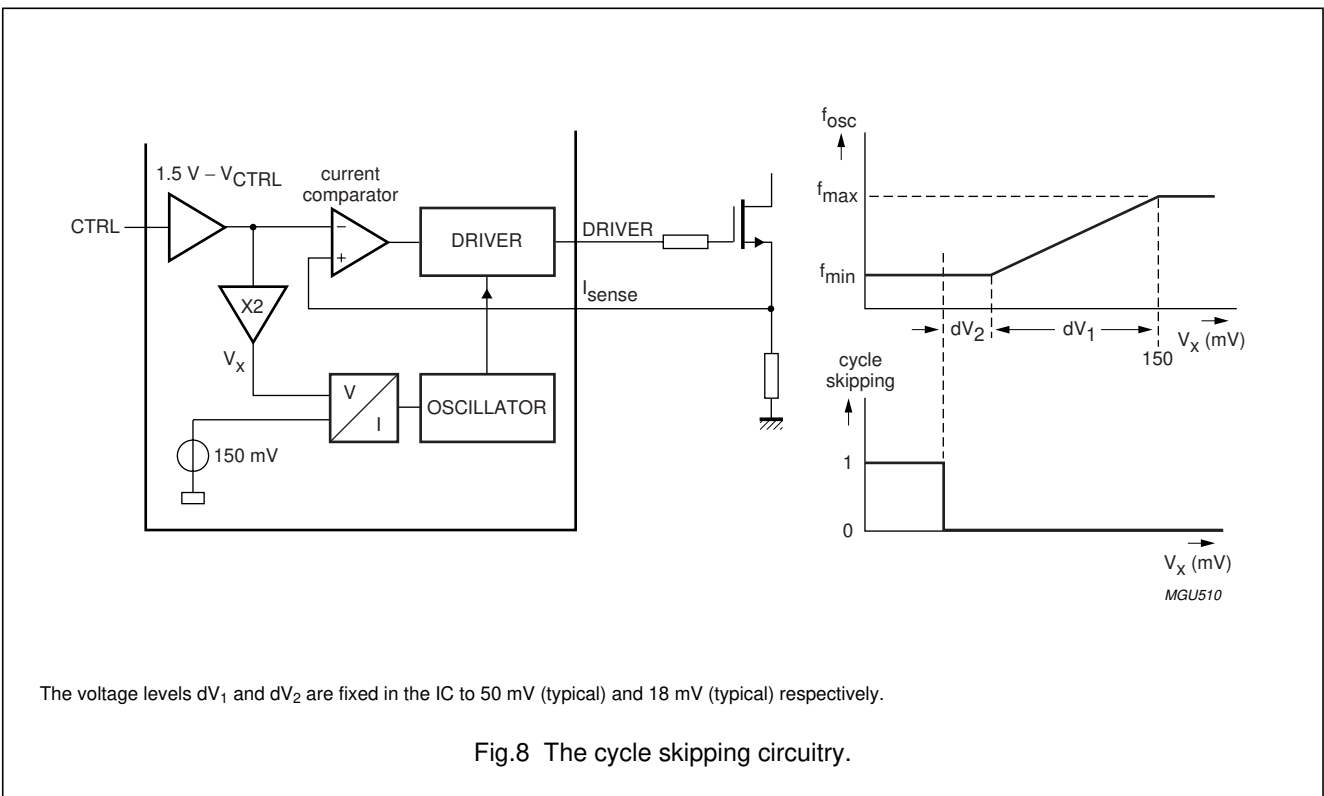 1.5 V – VCTRL
current
comparator
CTRL
–
+
DRIVER
DRIVER
X2
Isense
Vx
V
I
OSCILLATOR
150 mV
fosc
fmax
fmin
dV2
dV1
Vx (mV)
150
cycle
skipping
1
0
Vx (mV)
MGU510
The voltage levels dV1 and dV2 are fixed in the IC to 50 mV (typical) and 18 mV (typical) respectively.
Fig.8 The cycle skipping circuitry.